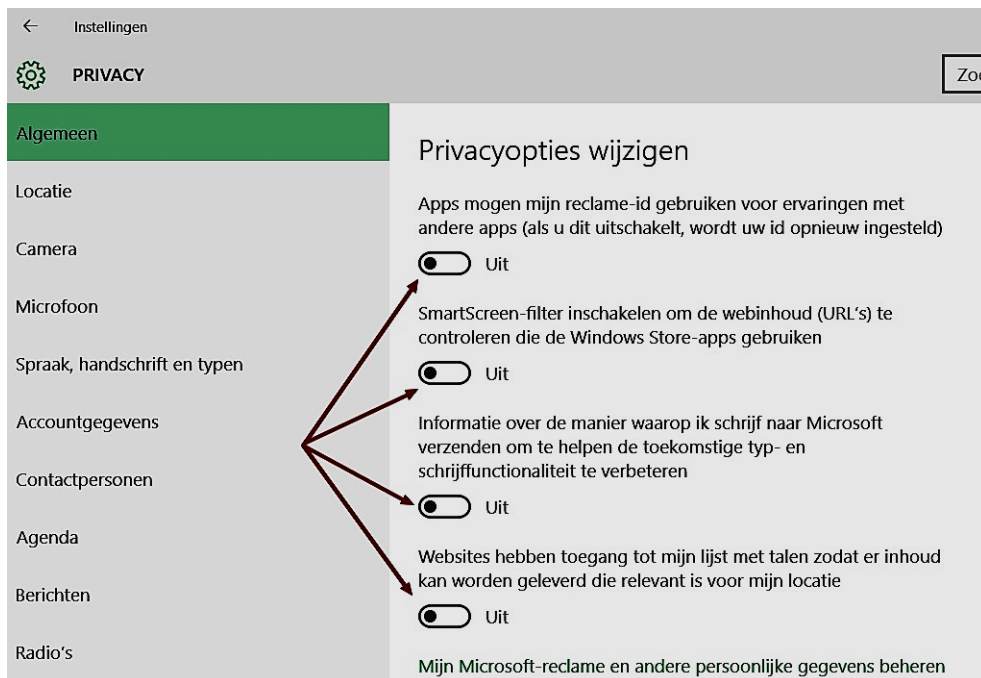 Instellingen
PRIVACY
Algemeen
Locatie
Camera
Microfoon
Spraak, handschrift en typen
Accountgegevens
Contactpersonen
Agenda
Berichten
Radio's
Privacyopties wijzigen
Apps mogen mijn reclame-id gebruiken voor ervaringen met
andere apps (als u dit uitschakelt, wordt uw id opnieuw ingesteld)
Uit
SmartScreen-filter inschakelen om de webinhoud (URL's) te
controleren die de Windows Store-apps gebruiken
Uit
Informatie over de manier waarop ik schrijf naar Microsoft
verzenden om te helpen de toekomstige typ- en
schrijffunctionaliteit te verbeteren
Uit
Websites hebben toegang tot mijn lijst met talen zodat er inhoud
kan worden geleverd die relevant is voor mijn locatie
Uit
Mijn Microsoft-reclame en andere persoonlijke gegevens beheren